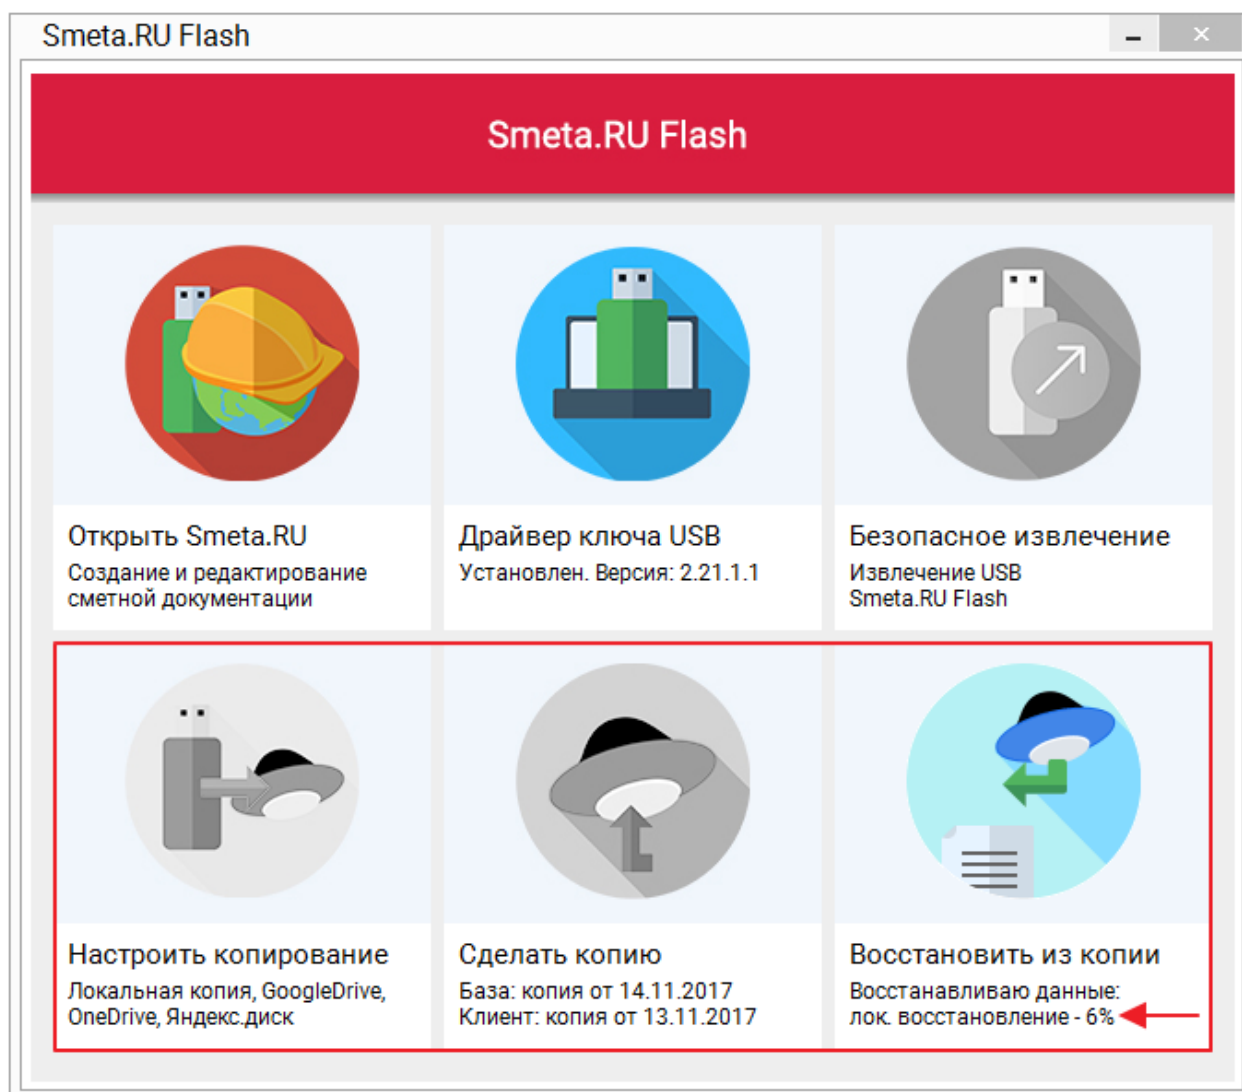 Smeta.RU Flash
Smeta.RU Flash
Открыть Smeta.RU
Создание и редактирование
сметной документации
Драйвер ключа USB
Установлен. Версия: 2.21.1.1
Безопасное извлечение
Извлечение USB
Smeta.RU Flash
Настроить копирование
Локальная копия, GoogleDrive,
OneDrive, Яндекс.диск
Сделать копию
База: копия от 14.11.2017
Клиент: копия от 13.11.2017
Восстановить из копии
Восстанавливаю данные:
лок. восстановление - 6%